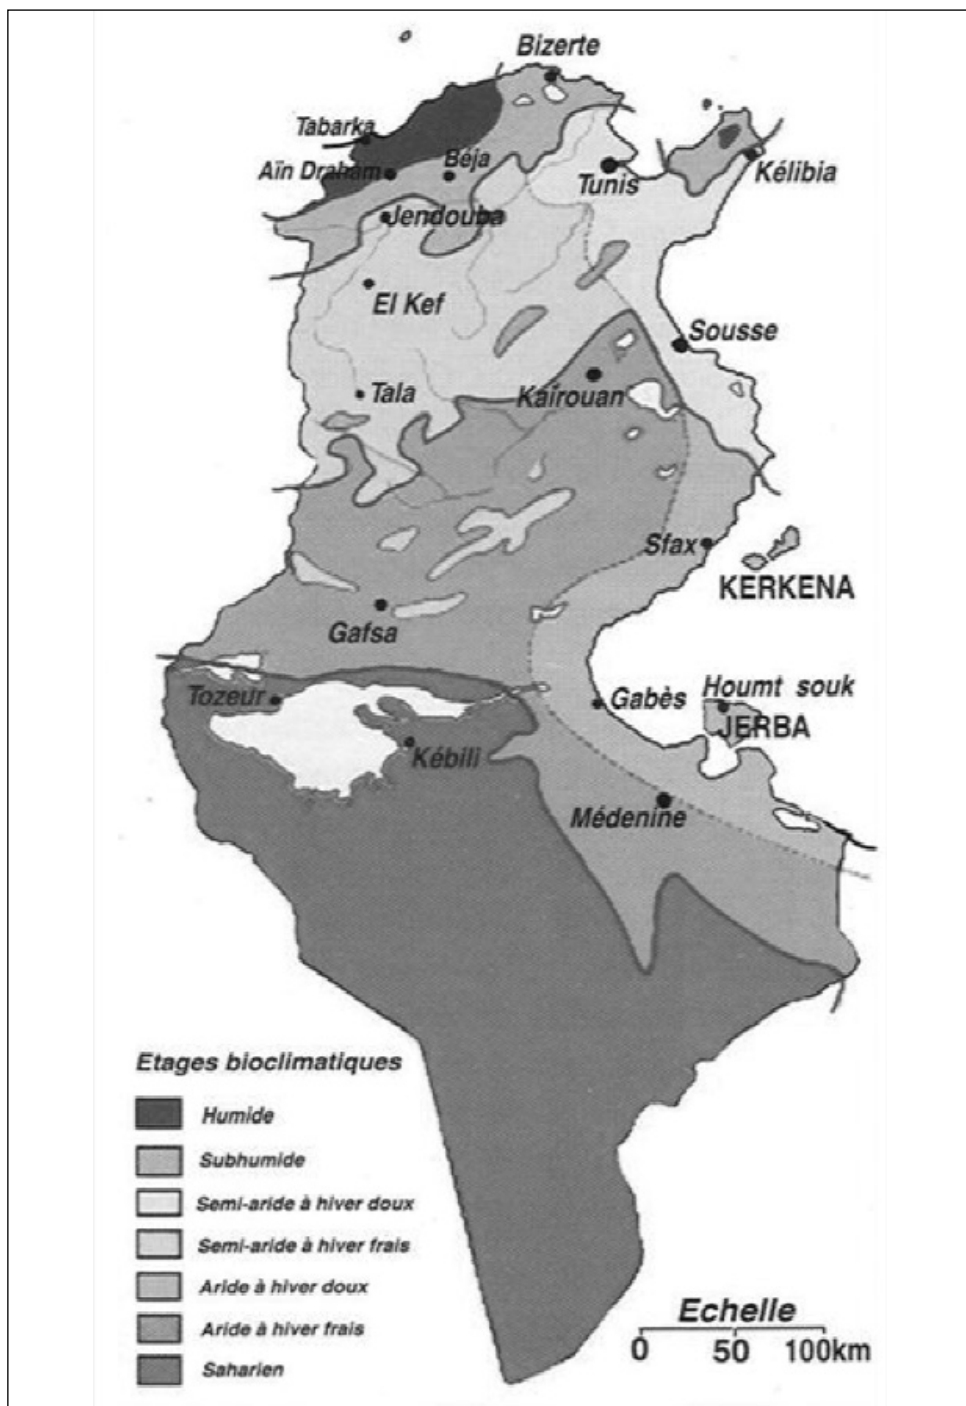 Bizerte
Tabarka
Aïn Draham
Béja
Tunis
Kélibia
Jendouba
El Kef
Sousse
Tala
Kaîrouan
Sfax
KERKENA
Gafsa
Tozeur
Gabès
Houmt souk
JERBA
Kébili
Médenine
Etages bioclimatiques
Humide
Subhumide
Semi-aride à hiver doux
Semi-aride à hiver frais
Aride à hiver doux
Aride à hiver frais
Saharien
Echelle
0 50 100km